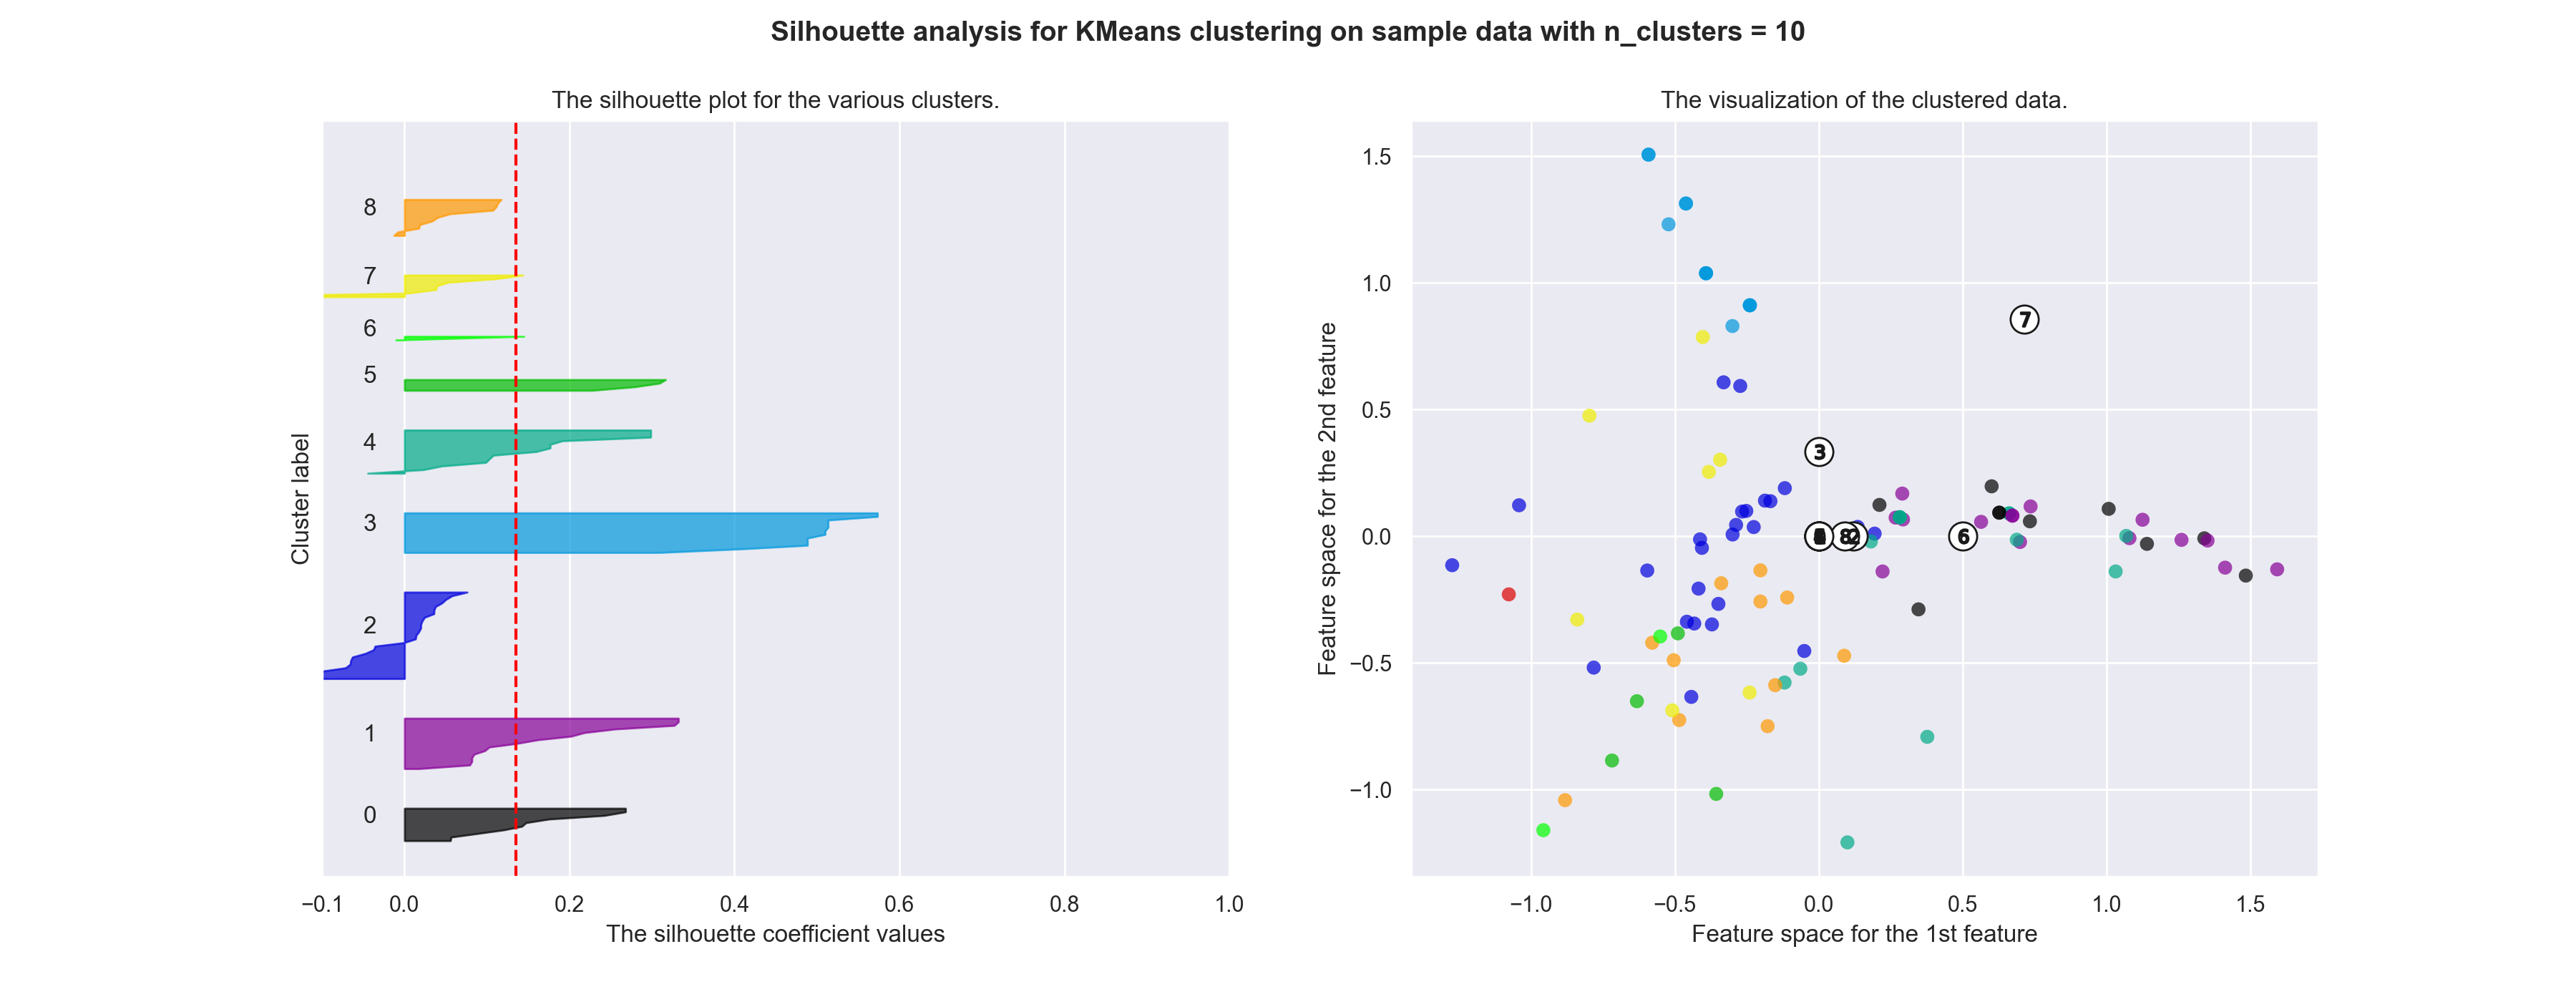 Silhouette analysis for KMeans clustering on sample data with n_clusters = 10
The silhouette plot for the various clusters.
8
7
6
5
4
3
2
1
0
Cluster label
−0.1 0.0 0.2 0.4 0.6 0.8 1.0
The silhouette coefficient values
The visualization of the clustered data.
1.5
1.0
0.5
0.0
−0.5
−1.0
Feature space for the 2nd feature
7
3
8 2 6
−1.0 −0.5 0.0 0.5 1.0 1.5
Feature space for the 1st feature